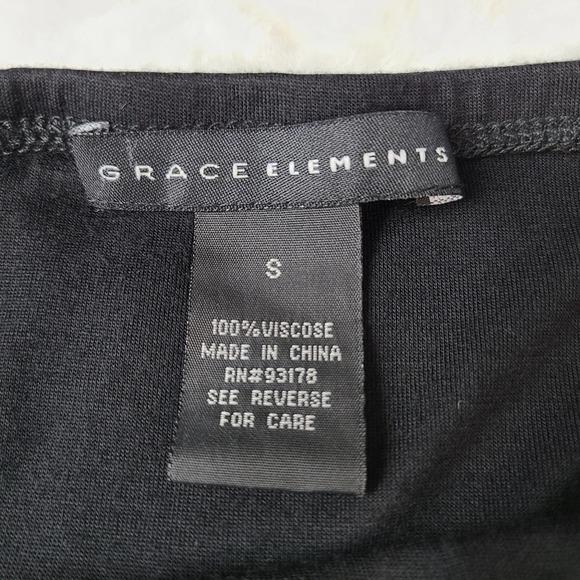 GRACE ELEMENTS
S
100%VISCOSE
MADE IN CHINA
RN#93178
SEE REVERSE
FOR CARE